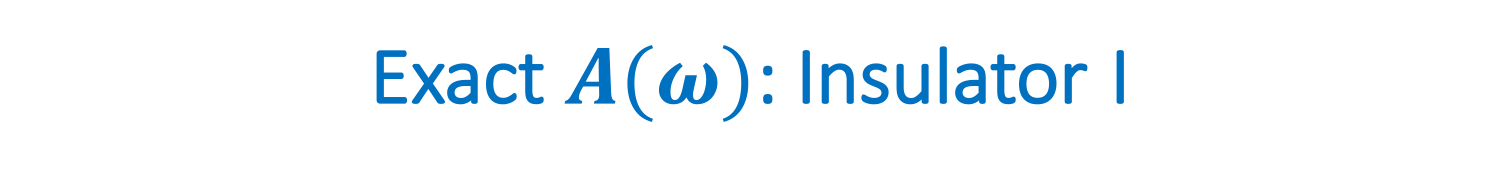 Exact 𝑨(𝝎): Insulator I